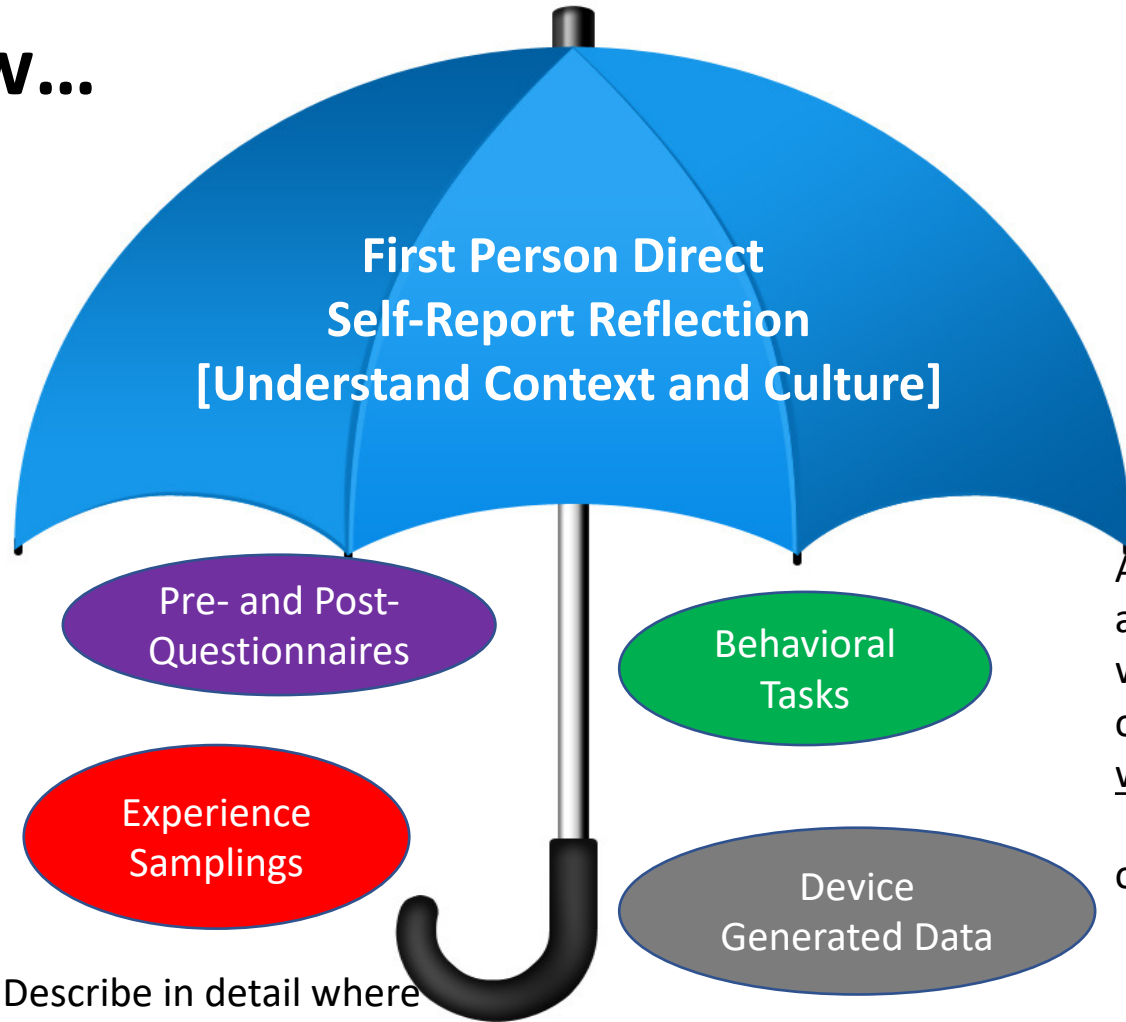 First Person Direct
Self-Report Reflection
[Understand Context and Culture]
Pre- and Post-
Questionnaires
Behavioral
Tasks
Experience
Samplings
Device
Generated Data
Describe in detail where